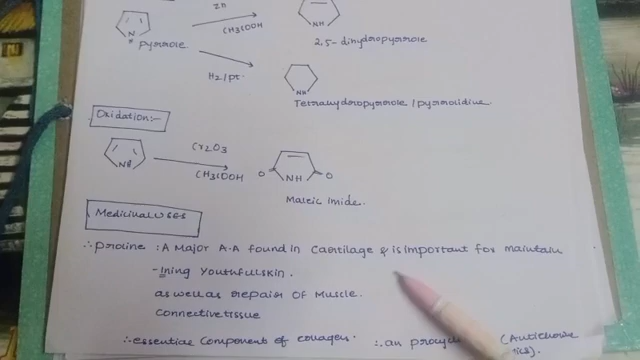 Zn
CH3COOH
NH
2,5-dihydropyrrole
N
H
pyrrole
H2/pt
NH
Tetrahydropyrrole/pyrrolidine
Oxidation:-
Cr2O3
CH3COOH
NH
O NH O
Maleic Imide.
Medicinal uses
∴ proline : A Major A.A found in Cartilage & is important for maintain
-ining youthful skin.
as well as repair Of Muscle.
Connective tissue
∴ essential Component of collagen. ∴ an